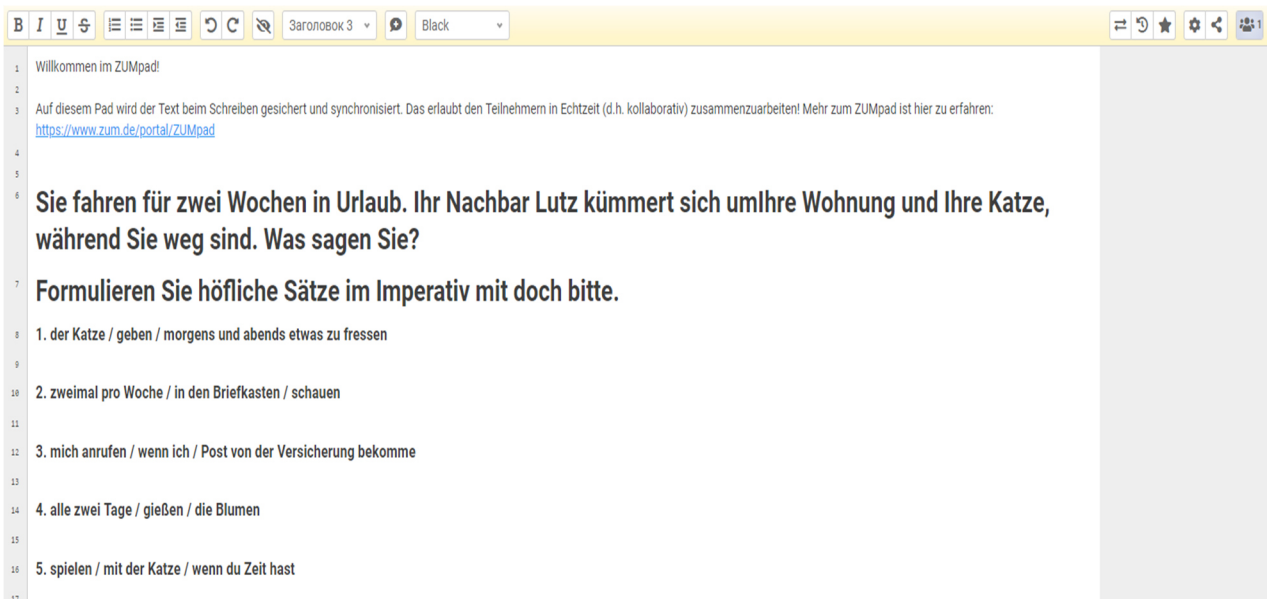 B I U S Заголовок 3 Black 1
1 Willkommen im ZUMpad!
2
3 Auf diesem Pad wird der Text beim Schreiben gesichert und synchronisiert. Das erlaubt den Teilnehmern in Echtzeit (d.h. kollaborativ) zusammenzuarbeiten! Mehr zum ZUMpad ist hier zu erfahren:
https://www.zum.de/portal/ZUMpad
4
5
6 Sie fahren für zwei Wochen in Urlaub. Ihr Nachbar Lutz kümmert sich umIhre Wohnung und Ihre Katze,
während Sie weg sind. Was sagen Sie?
7 Formulieren Sie höfliche Sätze im Imperativ mit doch bitte.
8 1. der Katze / geben / morgens und abends etwas zu fressen
9
10 2. zweimal pro Woche / in den Briefkasten / schauen
11
12 3. mich anrufen / wenn ich / Post von der Versicherung bekomme
13
14 4. alle zwei Tage / gießen / die Blumen
15
16 5. spielen / mit der Katze / wenn du Zeit hast